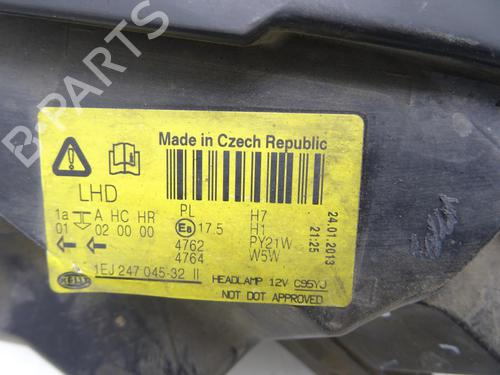 B-PARTS
Made in Czech Republic
LHD
1a A HC HR PL
01 02 00 00 E8 17.5
4762
4764
H7
H1
PY21W
W5W
24.01.2013
21:25
1EJ 247 045-32 II
HELLA
HEADLAMP 12V C95YJ
NOT DOT APPROVED